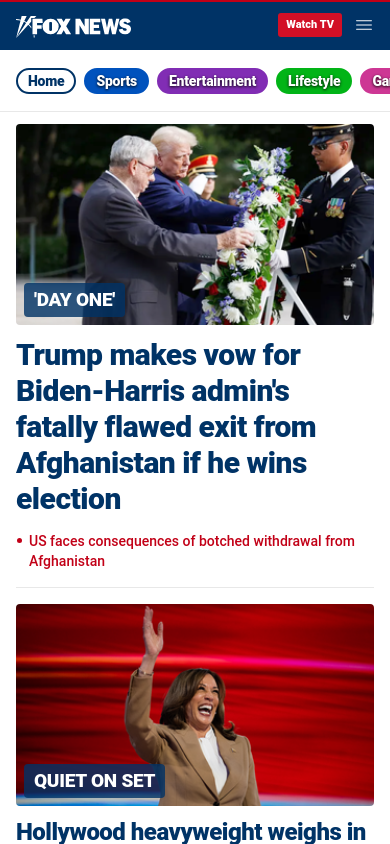 FOX NEWS
Watch TV
Home
Sports
Entertainment
Lifestyle
'DAY ONE'
Trump makes vow for
Biden-Harris admin's
fatally flawed exit from
Afghanistan if he wins
election
• US faces consequences of botched withdrawal from
Afghanistan
QUIET ON SET
Hollywood heavyweight weighs in